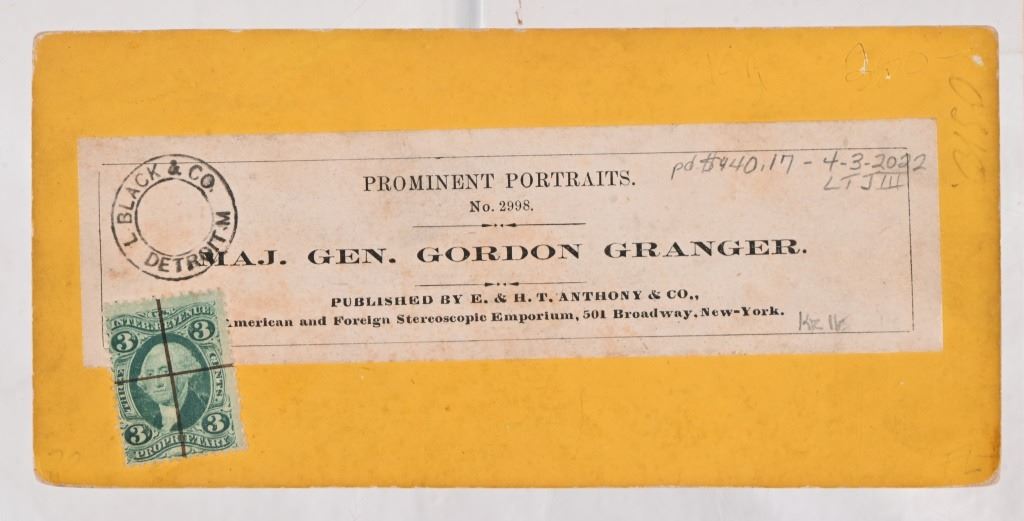 PROMINENT PORTRAITS.
No. 2998.
MAJ. GEN. GORDON GRANGER.
PUBLISHED BY E. & H. T. ANTHONY & CO.,
American and Foreign Stereoscopic Emporium, 501 Broadway, New-York.
pd $440.17 - 4-3-2022
LTJIII
L. BLACK & CO.
DETROIT. M
U.S.
INTER. REVENUE
3 3
THREE CENTS
3 3
PROPRIETARY